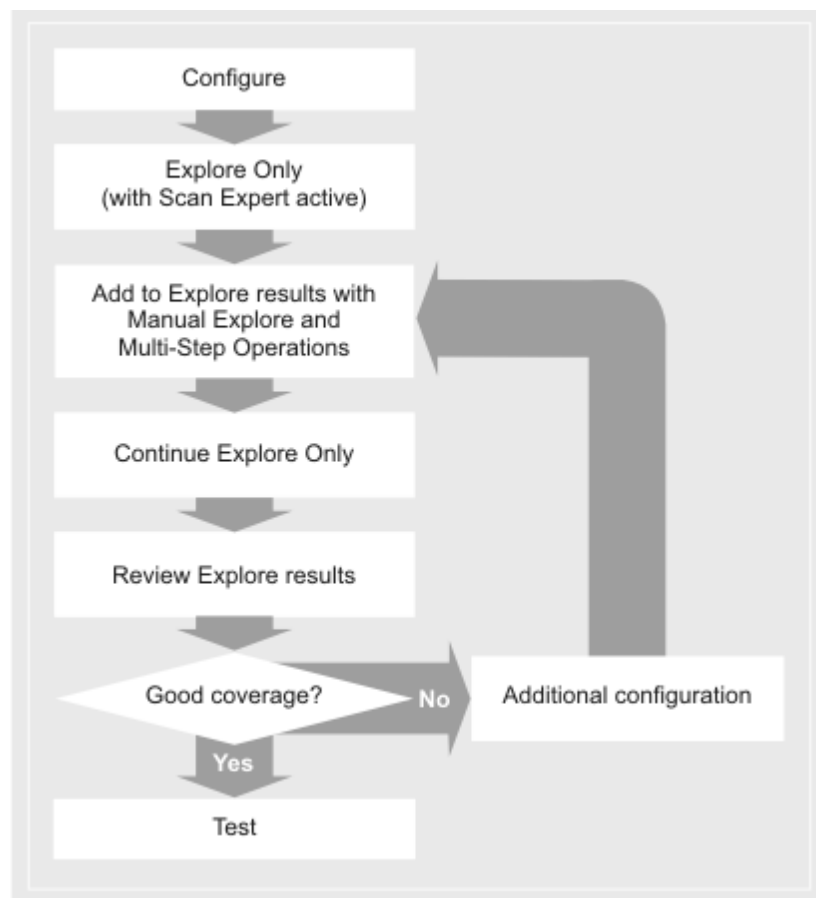 Configure
Explore Only
(with Scan Expert active)
Add to Explore results with
Manual Explore and
Multi-Step Operations
Continue Explore Only
Review Explore results
Good coverage?
No
Additional configuration
Yes
Test